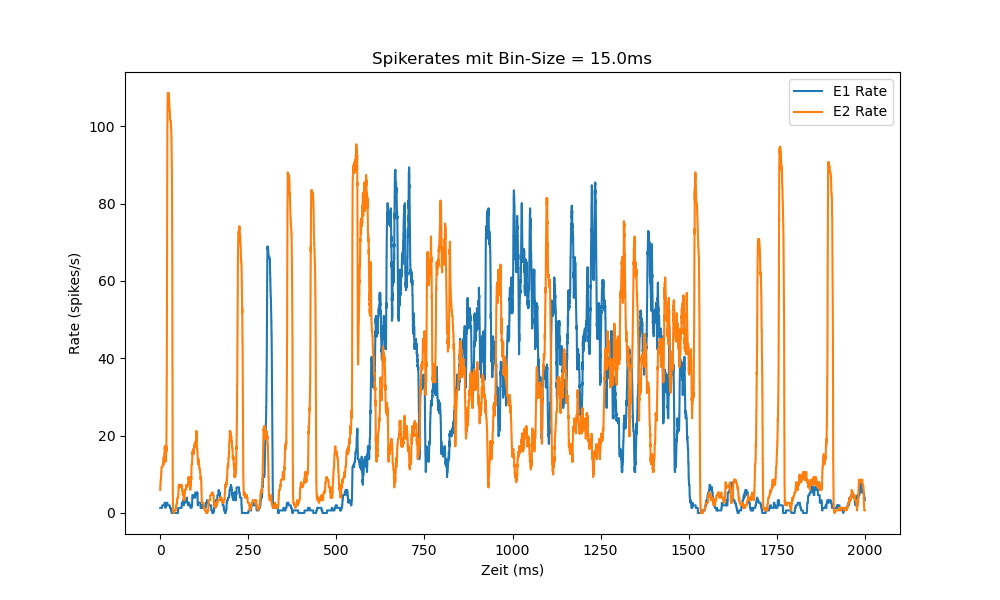 Spikerates mit Bin-Size = 15.0ms
E1 Rate
E2 Rate
Rate (spikes/s)
100
80
60
40
20
0
0 250 500 750 1000 1250 1500 1750 2000
Zeit (ms)